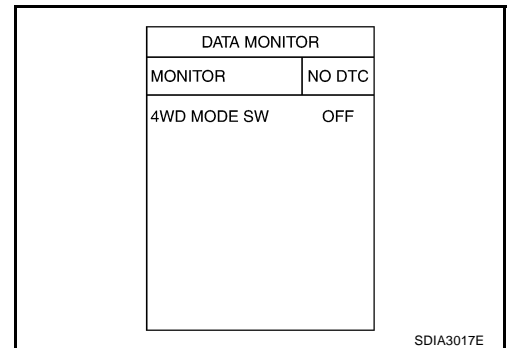 DATA MONITOR
MONITOR NO DTC
4WD MODE SW OFF
SDIA3017E